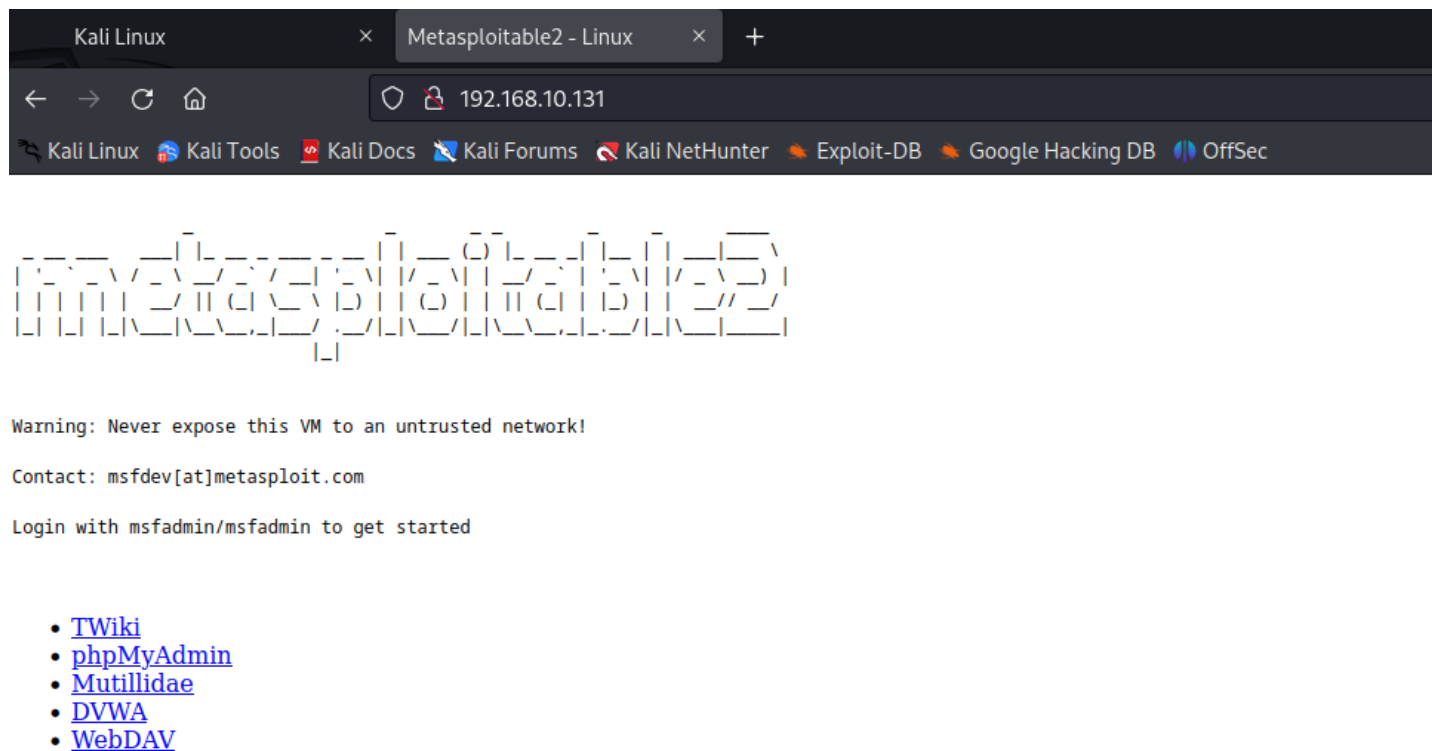 Kali Linux
Metasploitable2 - Linux
192.168.10.131
Kali Linux Kali Tools Kali Docs Kali Forums Kali NetHunter Exploit-DB Google Hacking DB OffSec
metasploitable2
Warning: Never expose this VM to an untrusted network!
Contact: msfdev[at]metasploit.com
Login with msfadmin/msfadmin to get started
TWiki
phpMyAdmin
Mutillidae
DVWA
WebDAV